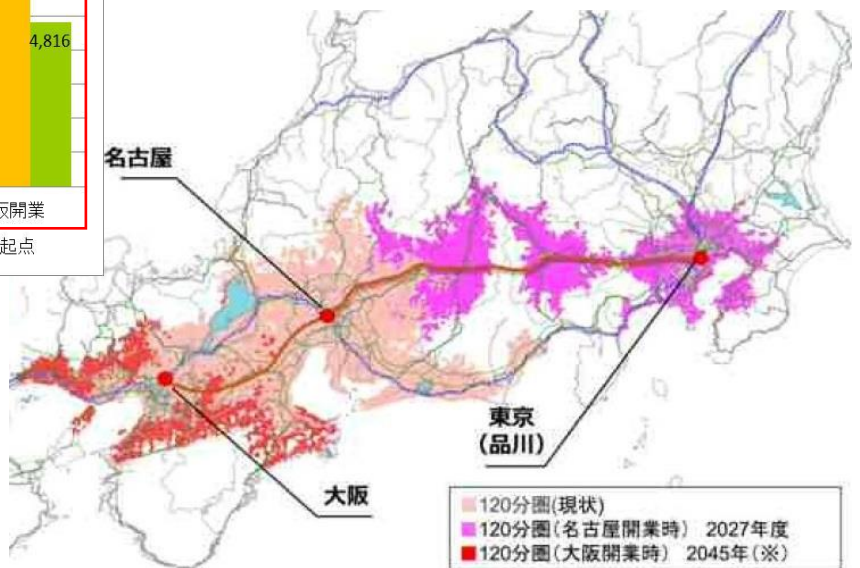 4,816
阪開業
起点
名古屋
東京
(品川)
大阪
120分圏(現状)
120分圏(名古屋開業時) 2027年度
120分圏(大阪開業時) 2045年(※)